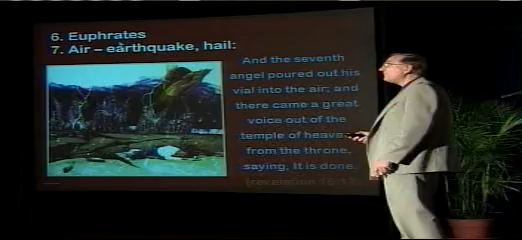 6. Euphrates
7. Air – earthquake, hail:
And the seventh
angel poured out his
vial into the air; and
there came a great
voice out of the
temple of heave
from the throne,
saying, It is done.